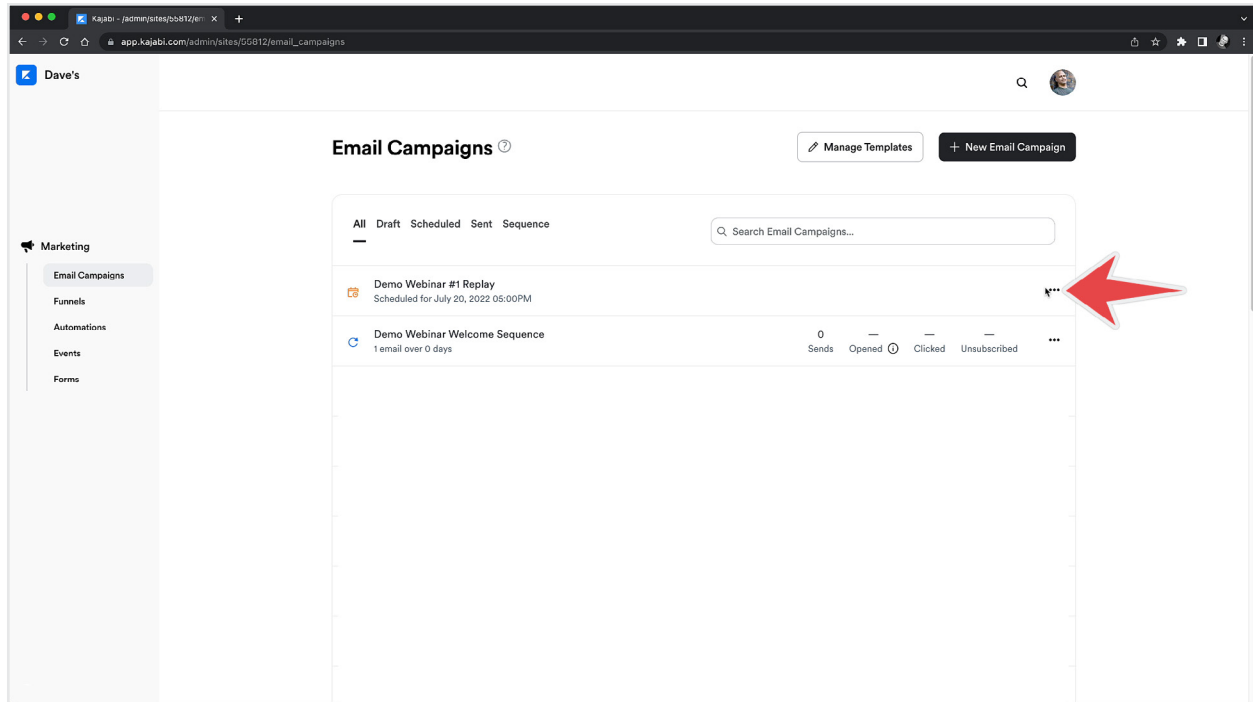 Kajabi - /admin/sites/55812/em
app.kajabi.com/admin/sites/55812/email_campaigns
Dave's
Email Campaigns
Manage Templates
New Email Campaign
All Draft Scheduled Sent Sequence
Search Email Campaigns...
Marketing
Email Campaigns
Funnels
Automations
Events
Forms
Demo Webinar #1 Replay
Scheduled for July 20, 2022 05:00PM
Demo Webinar Welcome Sequence
1 email over 0 days
0 — — —
Sends Opened Clicked Unsubscribed